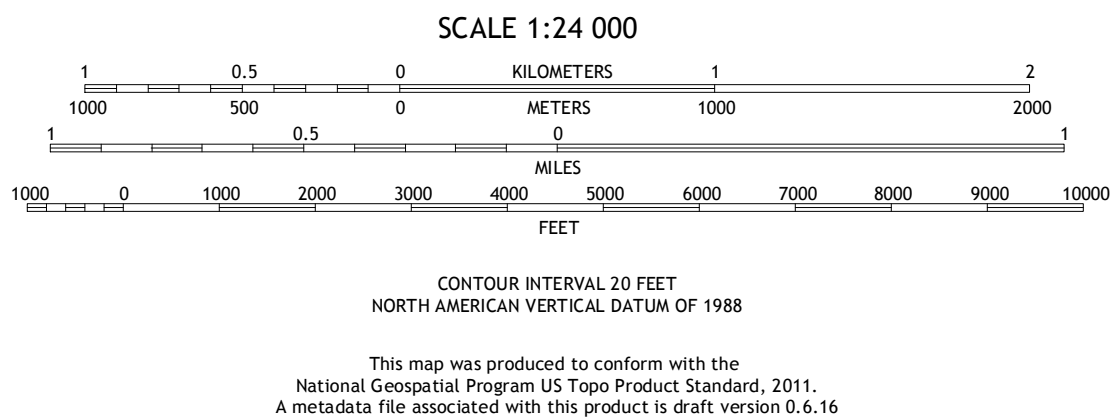 SCALE 1:24 000
1 0.5 0 KILOMETERS 1 2
1000 500 0 METERS 1000 2000
1 0.5 0 1
MILES
1000 0 1000 2000 3000 4000 5000 6000 7000 8000 9000 10000
FEET
CONTOUR INTERVAL 20 FEET
NORTH AMERICAN VERTICAL DATUM OF 1988
This map was produced to conform with the
National Geospatial Program US Topo Product Standard, 2011.
A metadata file associated with this product is draft version 0.6.16